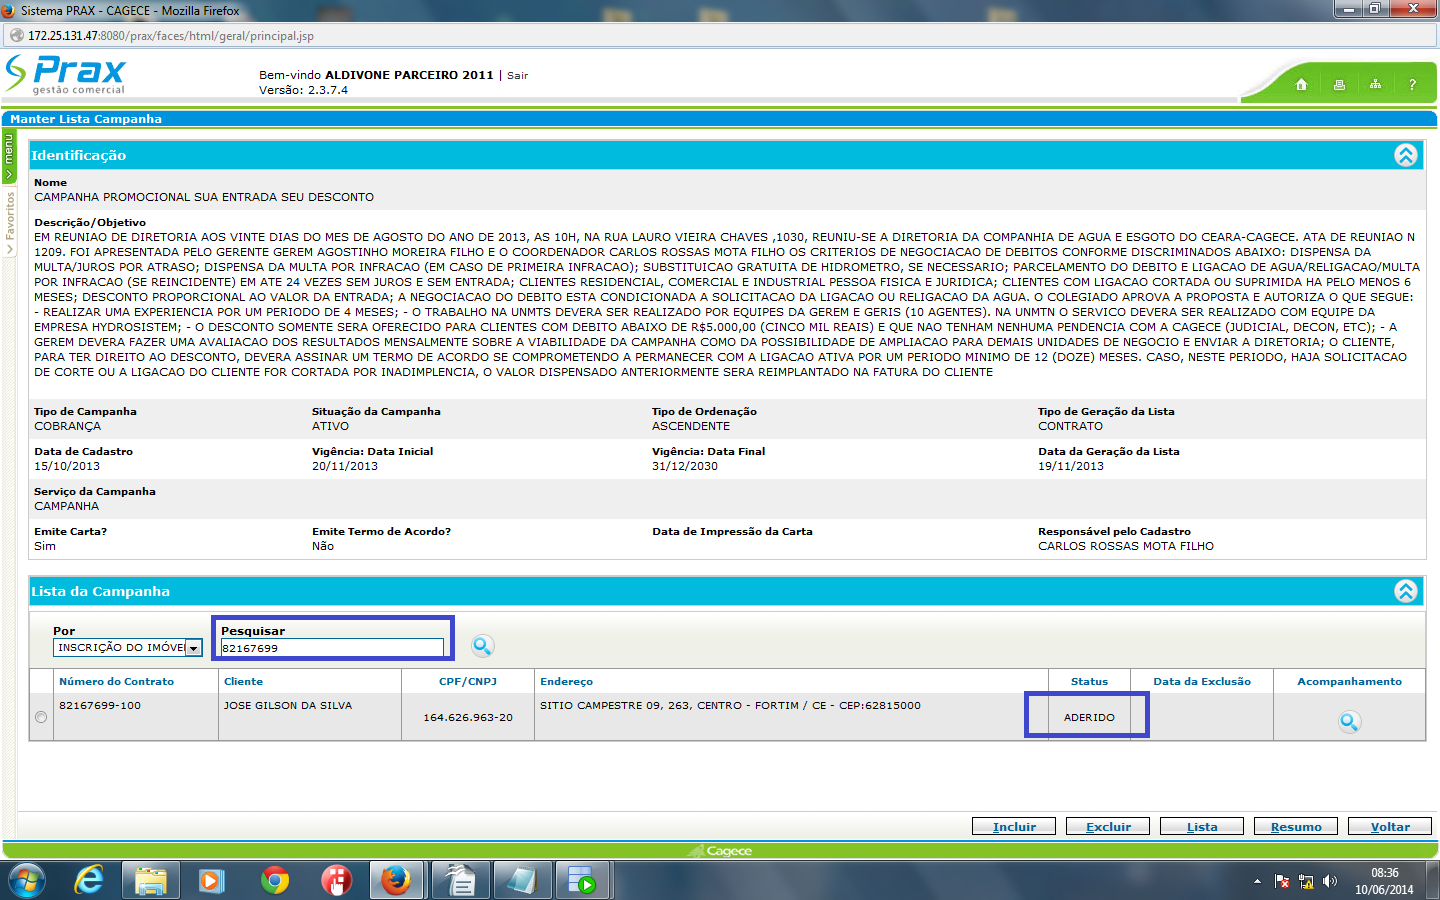 Sistema PRAX - CAGECE - Mozilla Firefox
172.25.131.47:8080/prax/faces/html/geral/principal.jsp
Prax
gestão comercial
Bem-vindo ALDIVONE PARCEIRO 2011 | Sair
Versão: 2.3.7.4
?
Manter Lista Campanha
menu
Favoritos
Identificação
Nome
CAMPANHA PROMOCIONAL SUA ENTRADA SEU DESCONTO
Descrição/Objetivo
EM REUNIAO DE DIRETORIA AOS VINTE DIAS DO MES DE AGOSTO DO ANO DE 2013, AS 10H, NA RUA LAURO VIEIRA CHAVES ,1030, REUNIU-SE A DIRETORIA DA COMPANHIA DE AGUA E ESGOTO DO CEARA-CAGECE. ATA DE REUNIAO N
1209. FOI APRESENTADA PELO GERENTE GEREM AGOSTINHO MOREIRA FILHO E O COORDENADOR CARLOS ROSSAS MOTA FILHO OS CRITERIOS DE NEGOCIACAO DE DEBITOS CONFORME DISCRIMINADOS ABAIXO: DISPENSA DA
MULTA/JUROS POR ATRASO; DISPENSA DA MULTA POR INFRACAO (EM CASO DE PRIMEIRA INFRACAO); SUBSTITUICAO GRATUITA DE HIDROMETRO, SE NECESSARIO; PARCELAMENTO DO DEBITO E LIGACAO DE AGUA/RELIGACAO/MULTA
POR INFRACAO (SE REINCIDENTE) EM ATE 24 VEZES SEM JUROS E SEM ENTRADA; CLIENTES RESIDENCIAL, COMERCIAL E INDUSTRIAL PESSOA FISICA E JURIDICA; CLIENTES COM LIGACAO CORTADA OU SUPRIMIDA HA PELO MENOS 6
MESES; DESCONTO PROPORCIONAL AO VALOR DA ENTRADA; A NEGOCIACAO DO DEBITO ESTA CONDICIONADA A SOLICITACAO DA LIGACAO OU RELIGACAO DA AGUA. O COLEGIADO APROVA A PROPOSTA E AUTORIZA O QUE SEGUE:
- REALIZAR UMA EXPERIENCIA POR UM PERIODO DE 4 MESES; - O TRABALHO NA UNMTS DEVERA SER REALIZADO POR EQUIPES DA GEREM E GERIS (10 AGENTES). NA UNMTN O SERVICO DEVERA SER REALIZADO COM EQUIPE DA
EMPRESA HYDROSISTEM; - O DESCONTO SOMENTE SERA OFERECIDO PARA CLIENTES COM DEBITO ABAIXO DE R$5.000,00 (CINCO MIL REAIS) E QUE NAO TENHAM NENHUMA PENDENCIA COM A CAGECE (JUDICIAL, DECON, ETC); - A
GEREM DEVERA FAZER UMA AVALIACAO DOS RESULTADOS MENSALMENTE SOBRE A VIABILIDADE DA CAMPANHA COMO DA POSSIBILIDADE DE AMPLIACAO PARA DEMAIS UNIDADES DE NEGOCIO E ENVIAR A DIRETORIA; O CLIENTE,
PARA TER DIREITO AO DESCONTO, DEVERA ASSINAR UM TERMO DE ACORDO SE COMPROMETENDO A PERMANECER COM A LIGACAO ATIVA POR UM PERIODO MINIMO DE 12 (DOZE) MESES. CASO, NESTE PERIODO, HAJA SOLICITACAO
DE CORTE OU A LIGACAO DO CLIENTE FOR CORTADA POR INADIMPLENCIA, O VALOR DISPENSADO ANTERIORMENTE SERA REIMPLANTADO NA FATURA DO CLIENTE
Tipo de Campanha Situação da Campanha Tipo de Ordenação Tipo de Geração da Lista
COBRANÇA ATIVO ASCENDENTE CONTRATO
Data de Cadastro Vigência: Data Inicial Vigência: Data Final Data da Geração da Lista
15/10/2013 20/11/2013 31/12/2030 19/11/2013
Serviço da Campanha
CAMPANHA
Emite Carta? Emite Termo de Acordo? Data de Impressão da Carta Responsável pelo Cadastro
Sim Não CARLOS ROSSAS MOTA FILHO
Lista da Campanha
Por Pesquisar
INSCRIÇÃO DO IMÓVE 82167699
Número do Contrato Cliente CPF/CNPJ Endereço Status Data da Exclusão Acompanhamento
82167699-100 JOSE GILSON DA SILVA 164.626.963-20 SITIO CAMPESTRE 09, 263, CENTRO - FORTIM / CE - CEP:62815000 ADERIDO
Incluir Excluir Lista Resumo Voltar
Cagece
08:36
10/06/2014